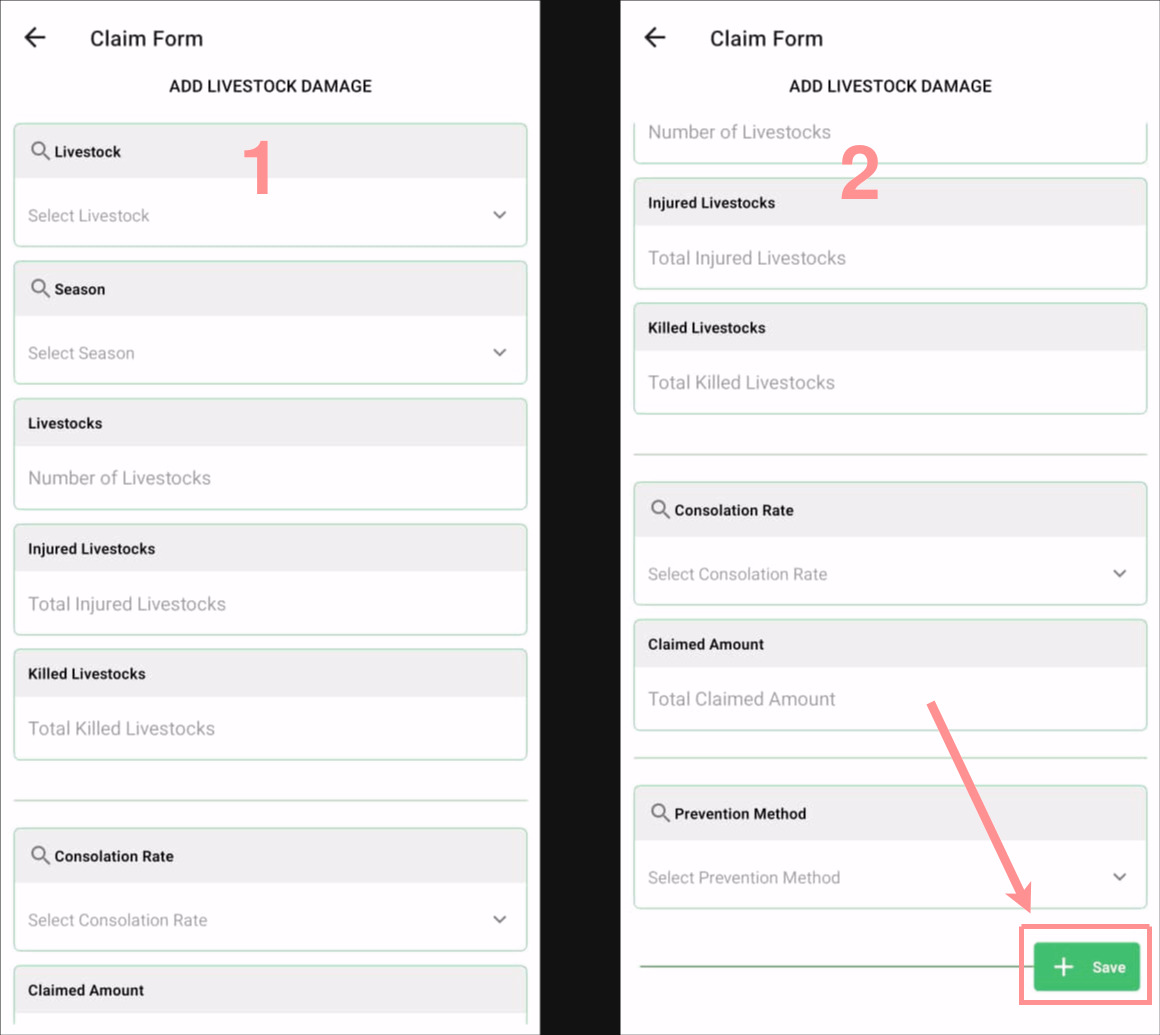 Claim Form
ADD LIVESTOCK DAMAGE
1
Livestock
Select Livestock
Season
Select Season
Livestocks
Number of Livestocks
Injured Livestocks
Total Injured Livestocks
Killed Livestocks
Total Killed Livestocks
Consolation Rate
Select Consolation Rate
Claimed Amount
Claim Form
ADD LIVESTOCK DAMAGE
Number of Livestocks
2
Injured Livestocks
Total Injured Livestocks
Killed Livestocks
Total Killed Livestocks
Consolation Rate
Select Consolation Rate
Claimed Amount
Total Claimed Amount
Prevention Method
Select Prevention Method
+ Save